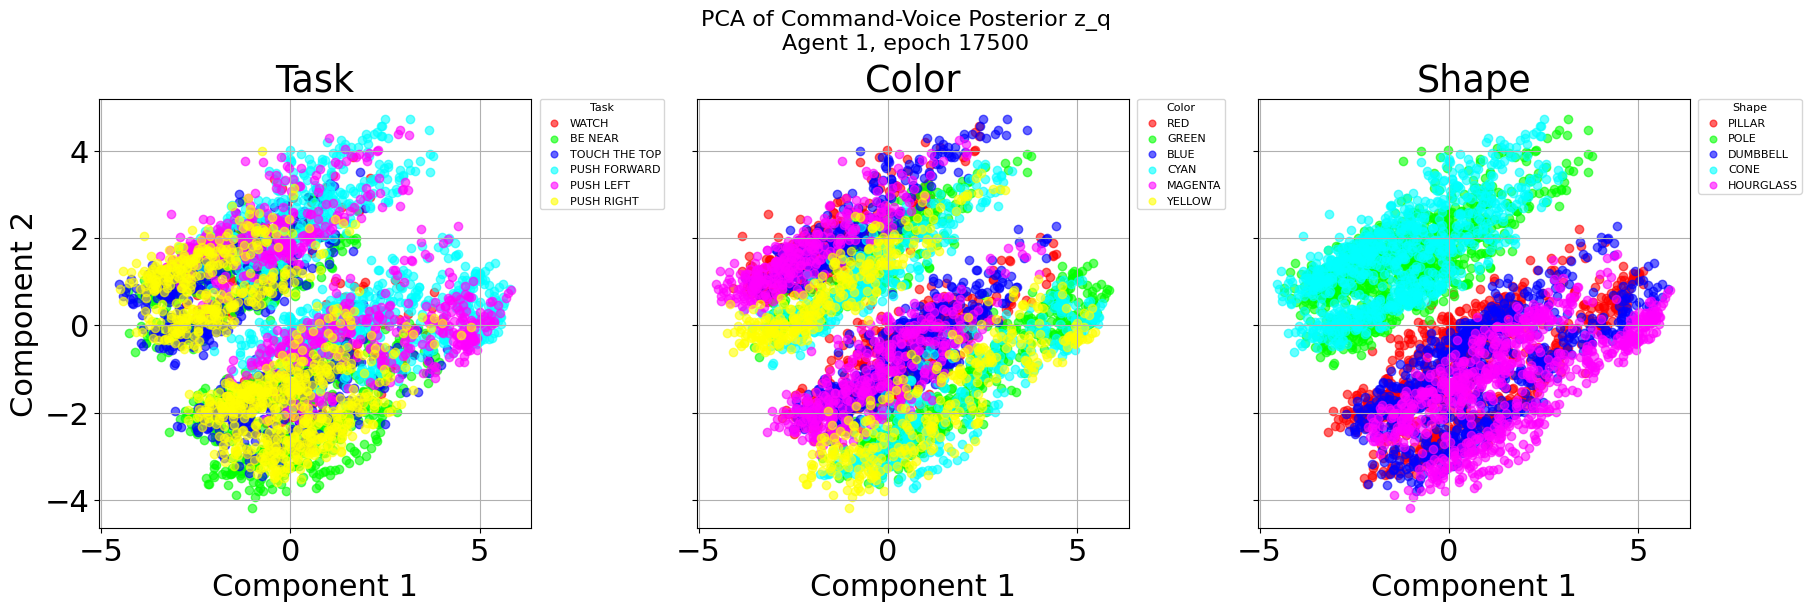 PCA of Command-Voice Posterior z_q
Agent 1, epoch 17500
Task
Color
Shape
Task
WATCH
BE NEAR
TOUCH THE TOP
PUSH FORWARD
PUSH LEFT
PUSH RIGHT
Color
RED
GREEN
BLUE
CYAN
MAGENTA
YELLOW
Shape
PILLAR
POLE
DUMBBELL
CONE
HOURGLASS
Component 2
4
2
0
−2
−4
−5 0 5
−5 0 5
−5 0 5
Component 1
Component 1
Component 1